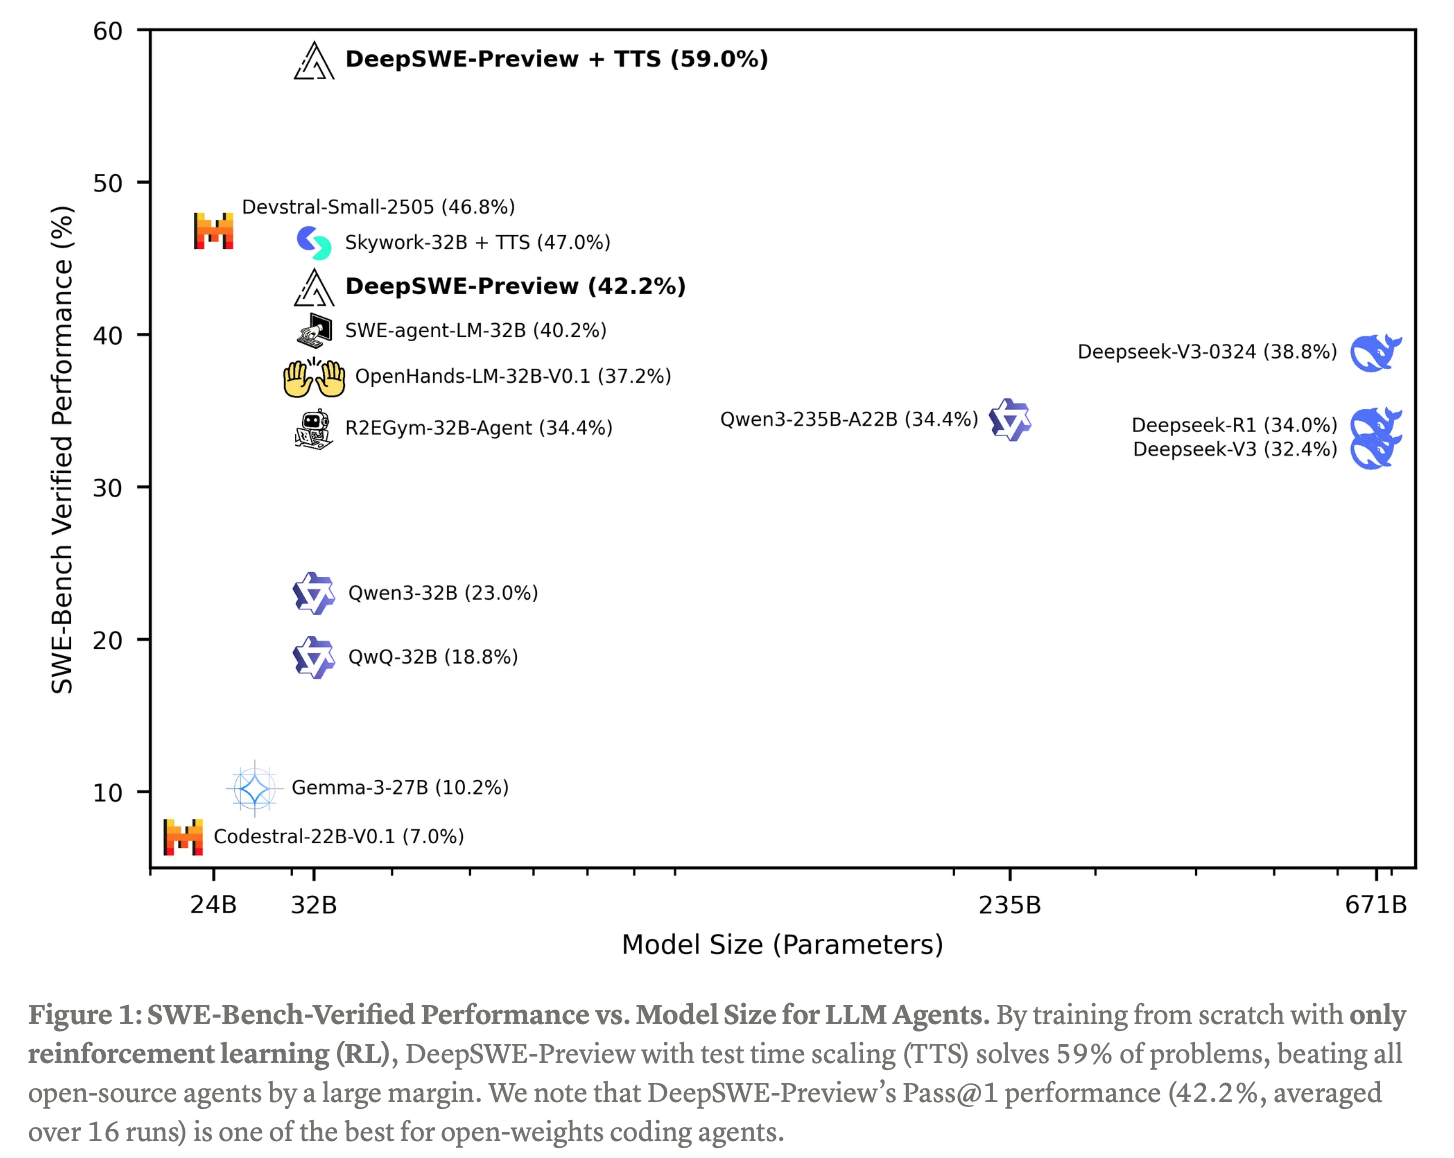 60
DeepSWE-Preview + TTS (59.0%)
50
Devstral-Small-2505 (46.8%)
Skywork-32B + TTS (47.0%)
DeepSWE-Preview (42.2%)
40
SWE-agent-LM-32B (40.2%)
Deepseek-V3-0324 (38.8%)
OpenHands-LM-32B-V0.1 (37.2%)
Qwen3-235B-A22B (34.4%)
R2EGym-32B-Agent (34.4%)
Deepseek-R1 (34.0%)
Deepseek-V3 (32.4%)
30
Qwen3-32B (23.0%)
20
QwQ-32B (18.8%)
10
Gemma-3-27B (10.2%)
Codestral-22B-V0.1 (7.0%)
SWE-Bench Verified Performance (%)
24B 32B 235B 671B
Model Size (Parameters)
Figure 1: SWE-Bench-Verified Performance vs. Model Size for LLM Agents. By training from scratch with only
reinforcement learning (RL), DeepSWE-Preview with test time scaling (TTS) solves 59% of problems, beating all
open-source agents by a large margin. We note that DeepSWE-Preview’s Pass@1 performance (42.2%, averaged
over 16 runs) is one of the best for open-weights coding agents.